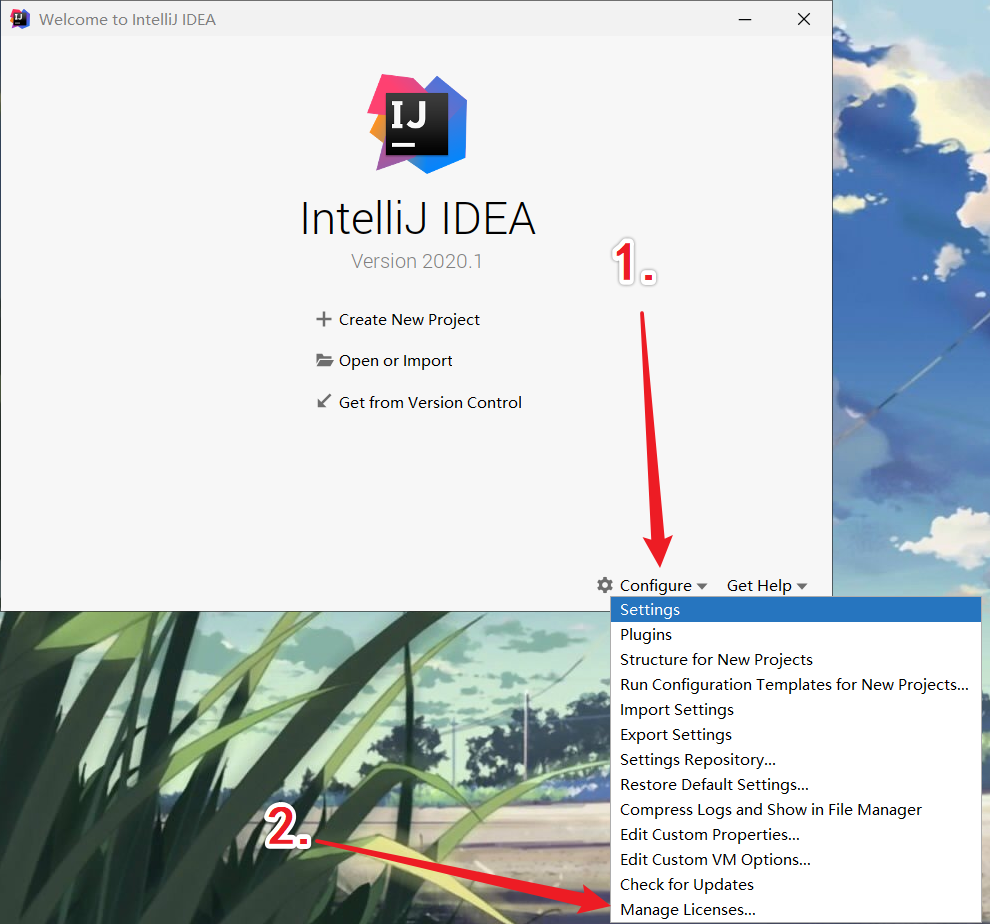 Welcome to IntelliJ IDEA
IJ
IntelliJ IDEA
Version 2020.1
1.
Create New Project
Open or Import
Get from Version Control
Configure
Get Help
Settings
Plugins
Structure for New Projects
Run Configuration Templates for New Projects...
Import Settings
Export Settings
Settings Repository...
Restore Default Settings...
Compress Logs and Show in File Manager
2.
Edit Custom Properties...
Edit Custom VM Options...
Check for Updates
Manage Licenses...